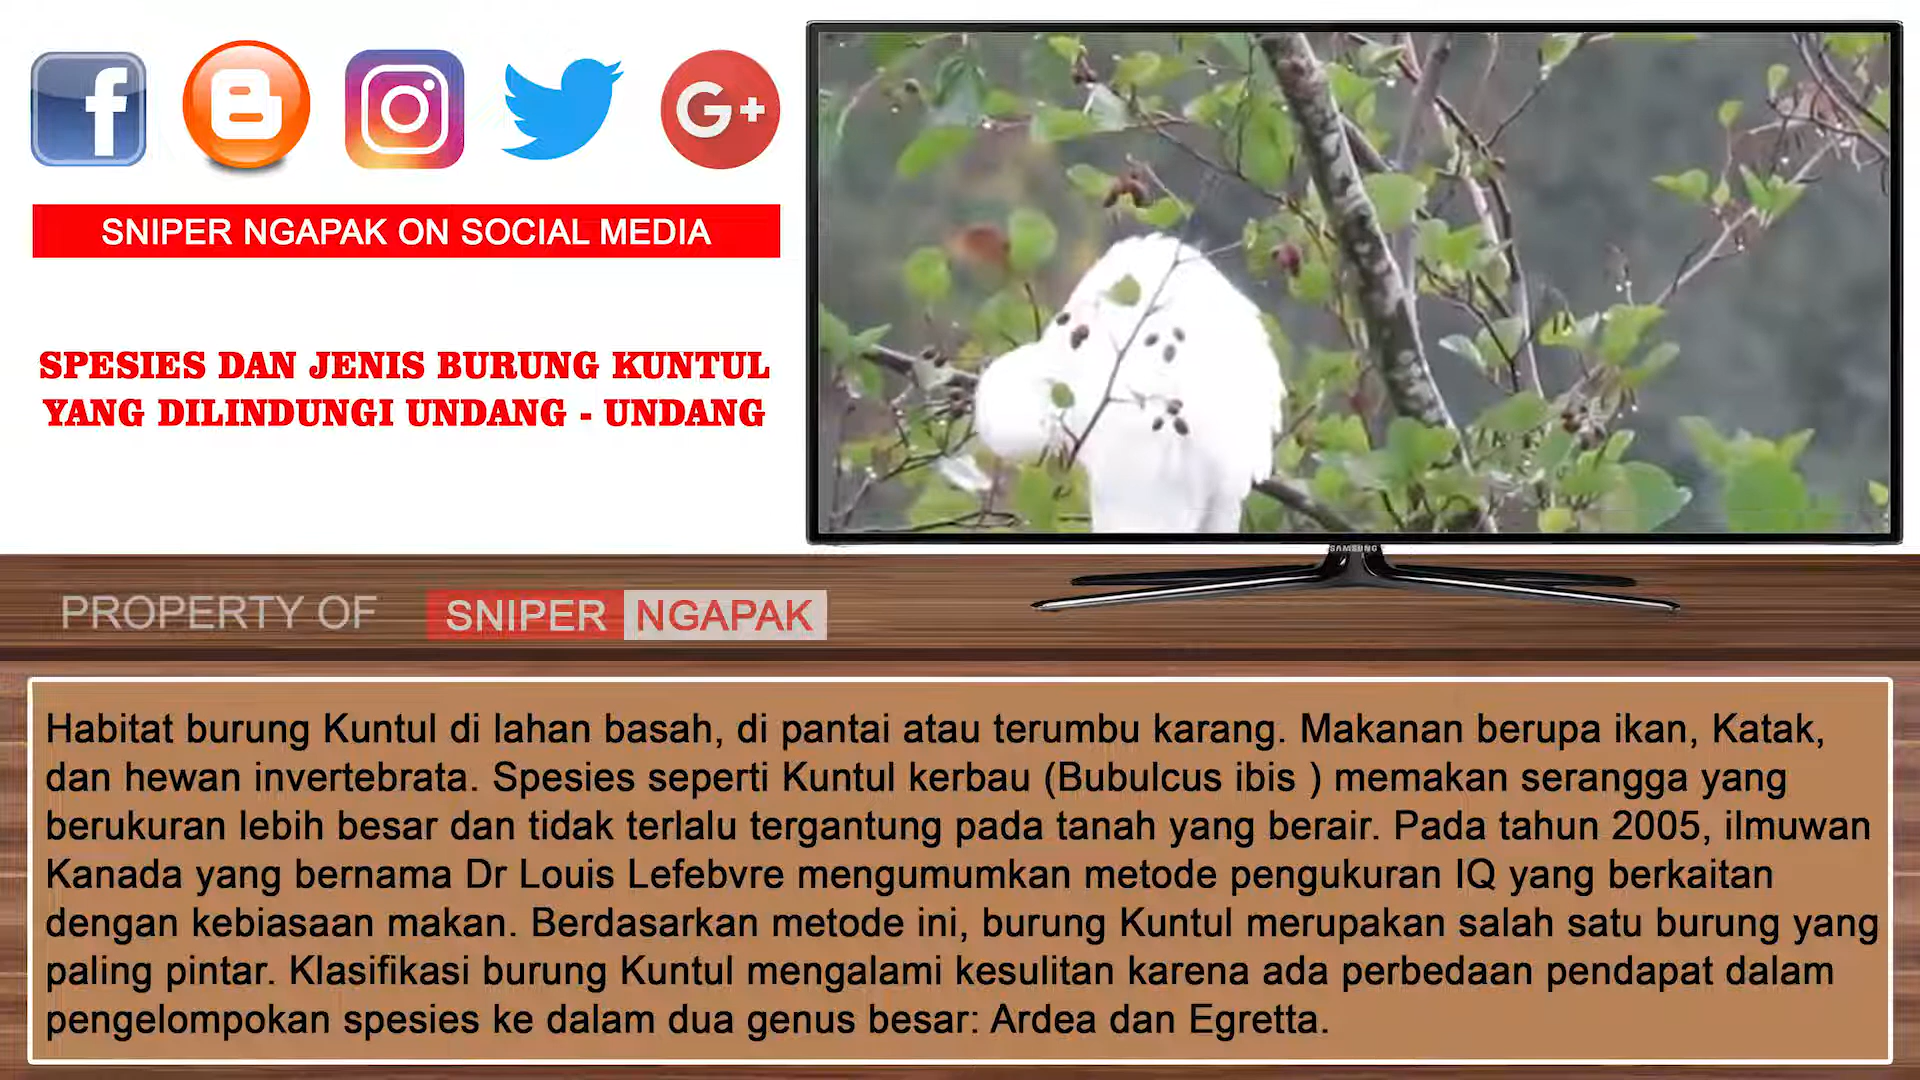 SNIPER NGAPAK ON SOCIAL MEDIA
SPESIES DAN JENIS BURUNG KUNTUL
YANG DILINDUNGI UNDANG - UNDANG
SAMSUNG
PROPERTY OF SNIPER NGAPAK
Habitat burung Kuntul di lahan basah, di pantai atau terumbu karang. Makanan berupa ikan, Katak,
dan hewan invertebrata. Spesies seperti Kuntul kerbau (Bubulcus ibis ) memakan serangga yang
berukuran lebih besar dan tidak terlalu tergantung pada tanah yang berair. Pada tahun 2005, ilmuwan
Kanada yang bernama Dr Louis Lefebvre mengumumkan metode pengukuran IQ yang berkaitan
dengan kebiasaan makan. Berdasarkan metode ini, burung Kuntul merupakan salah satu burung yang
paling pintar. Klasifikasi burung Kuntul mengalami kesulitan karena ada perbedaan pendapat dalam
pengelompokan spesies ke dalam dua genus besar: Ardea dan Egretta.